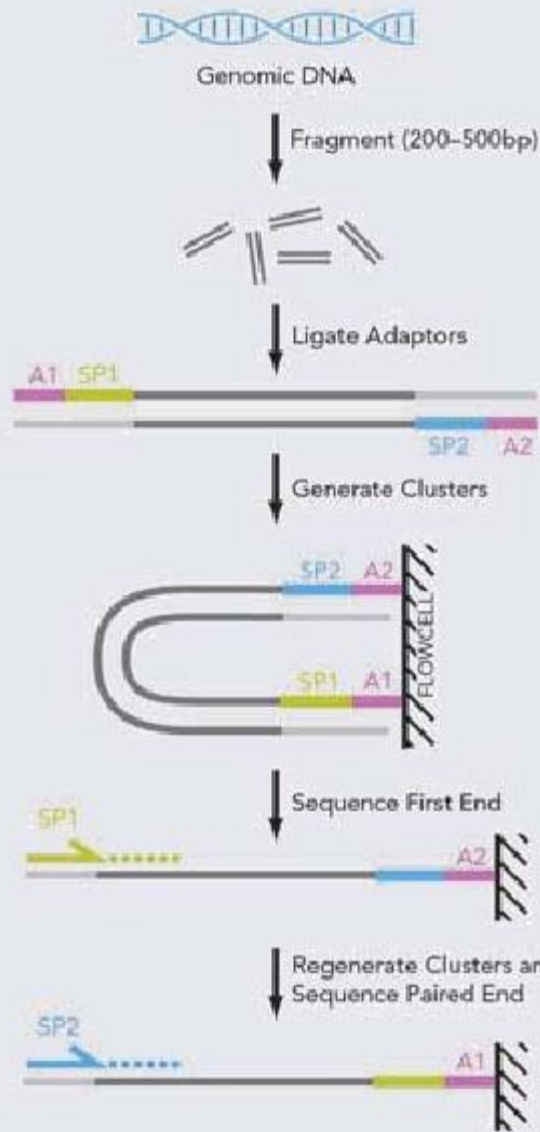 Genomic DNA
Fragment (200–500bp)
Ligate Adaptors
A1 SP1
SP2 A2
Generate Clusters
SP2 A2
FLOWCELL
SP1 A1
Sequence First End
SP1
A2
Regenerate Clusters an
Sequence Paired End
SP2
A1